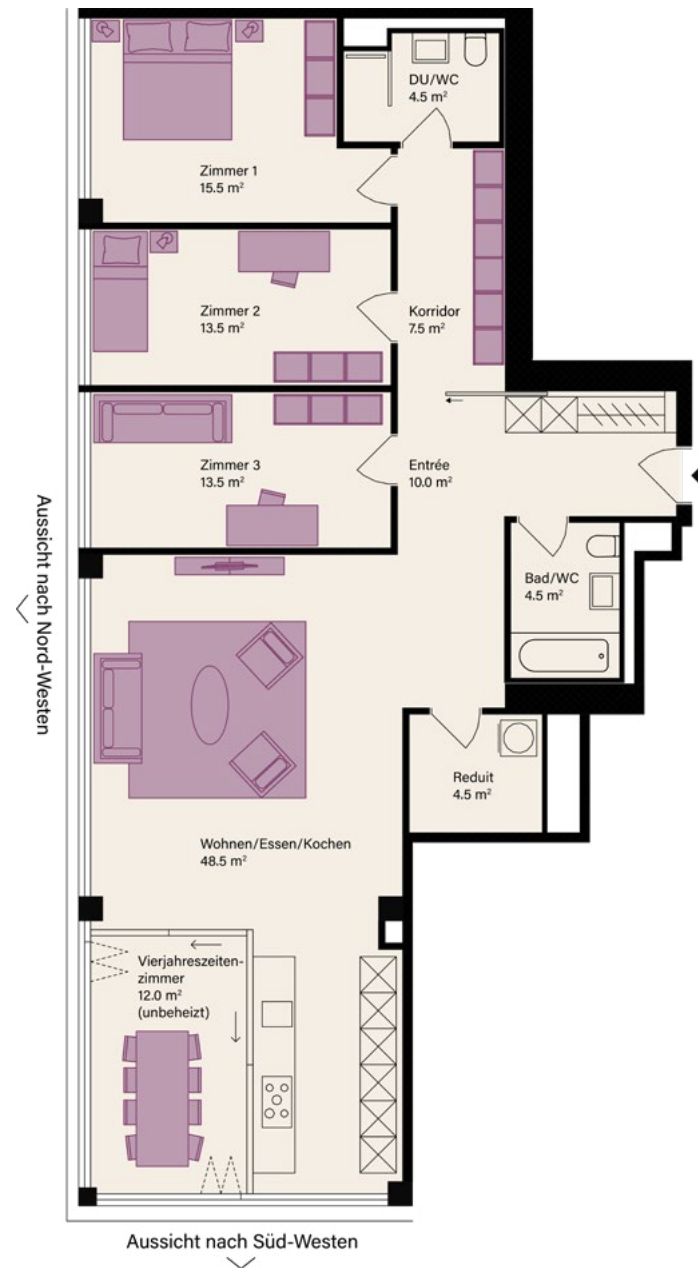 DU/WC
4.5 m²
Zimmer 1
15.5 m²
Zimmer 2
13.5 m²
Korridor
7.5 m²
Zimmer 3
13.5 m²
Entrée
10.0 m²
Bad/WC
4.5 m²
Aussicht nach Nord-Westen
Reduit
4.5 m²
Wohnen/Essen/Kochen
48.5 m²
Vierjahreszeiten-
zimmer
12.0 m²
(unbeheizt)
Aussicht nach Süd-Westen